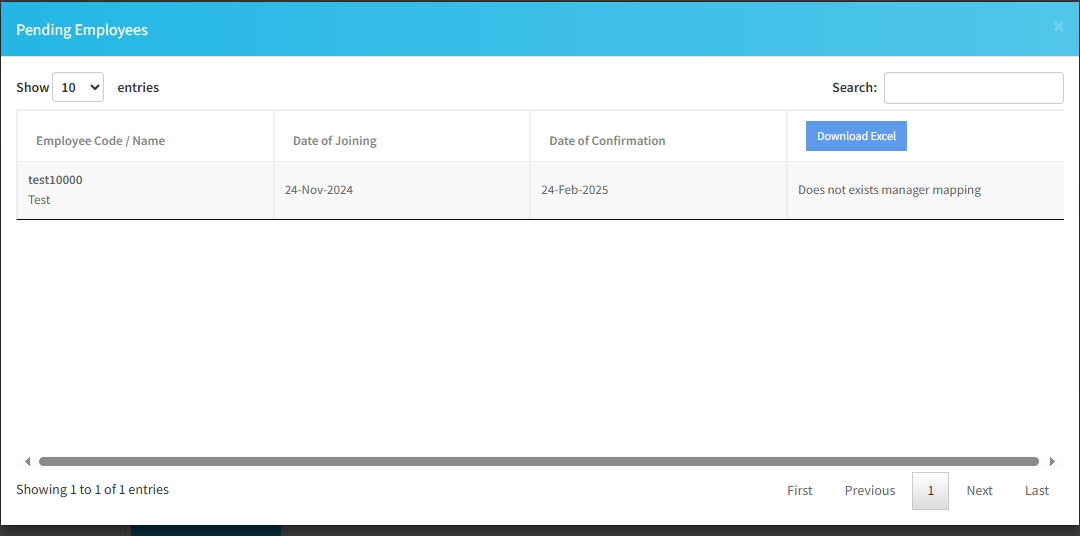 Pending Employees
×
Show 10 entries
Search:
Employee Code / Name
Date of Joining
Date of Confirmation
Download Excel
test10000
Test
24-Nov-2024
24-Feb-2025
Does not exists manager mapping
Showing 1 to 1 of 1 entries
First Previous 1 Next Last